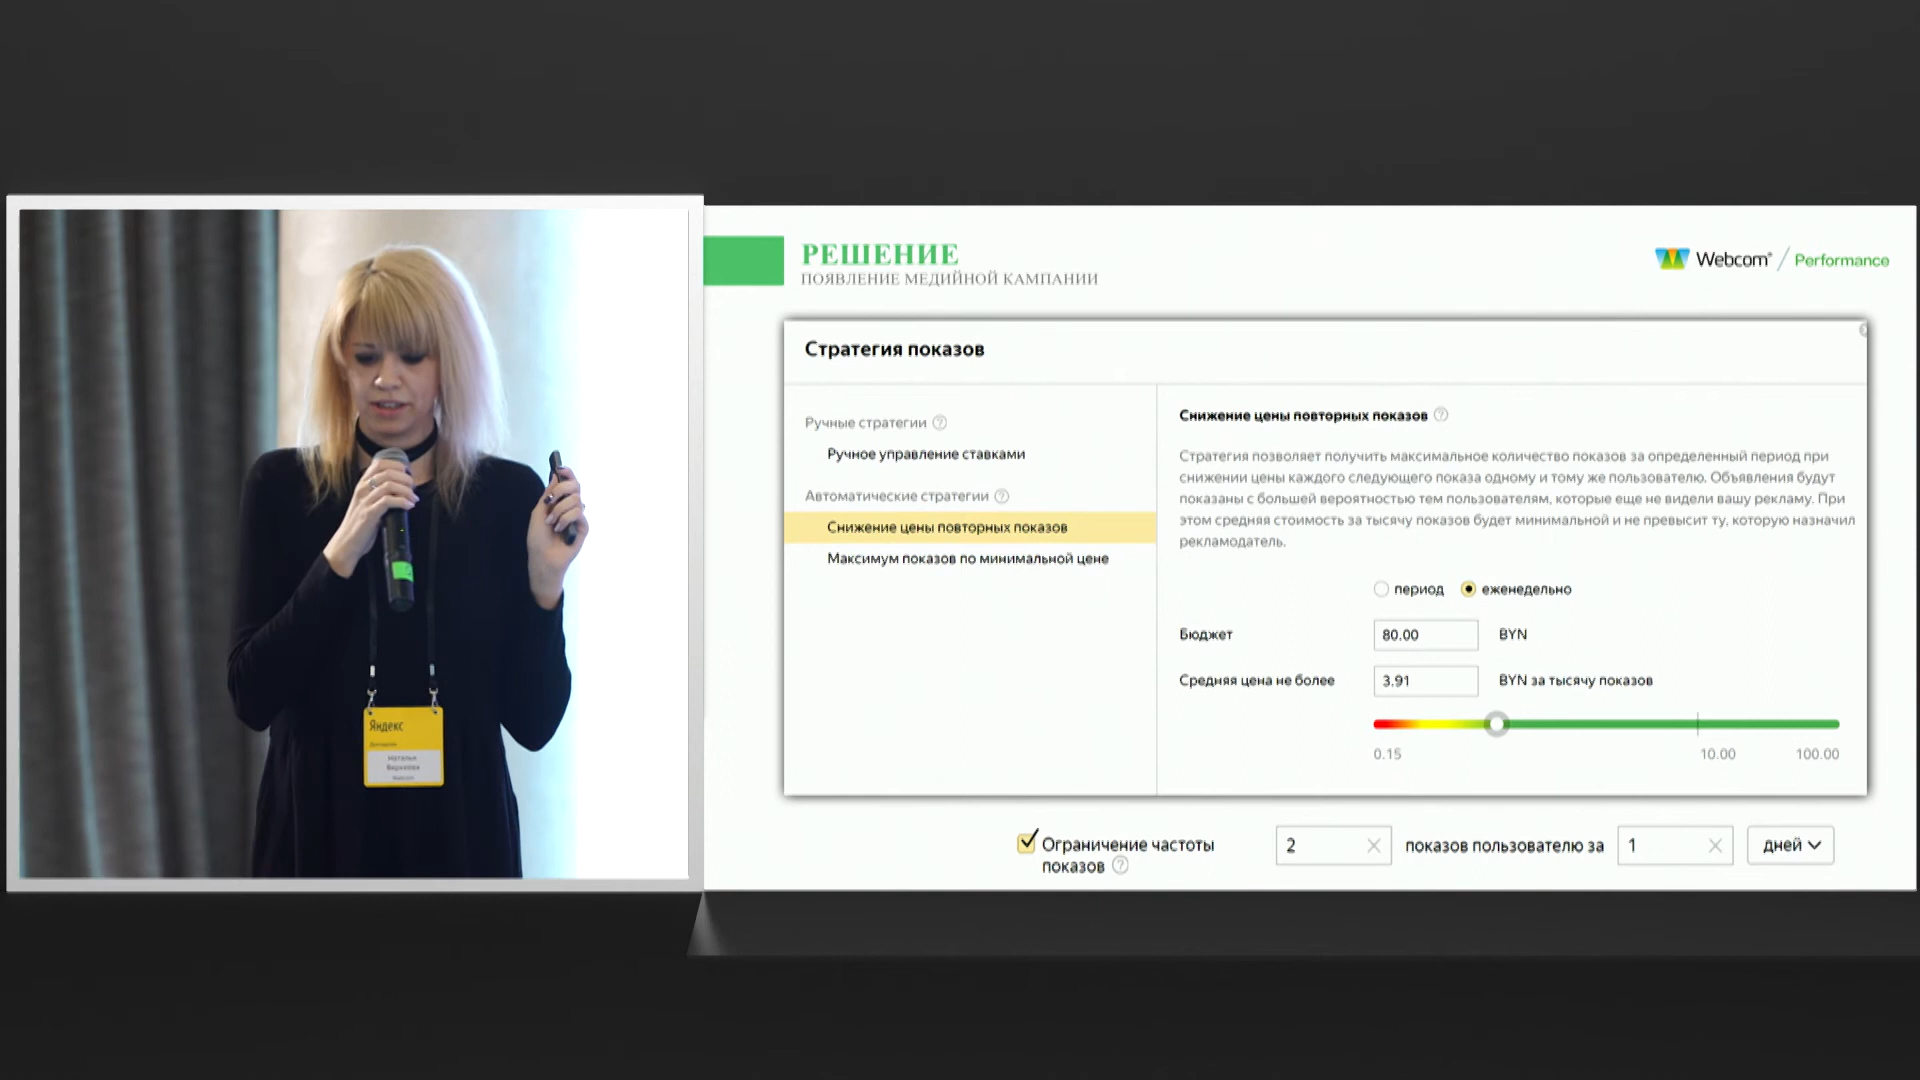 РЕШЕНИЕ
ПОЯВЛЕНИЕ МЕДИЙНОЙ КАМПАНИИ
Webcom / Performance
Стратегия показов
Ручные стратегии
Ручное управление ставками
Автоматические стратегии
Снижение цены повторных показов
Максимум показов по минимальной цене
Снижение цены повторных показов
Стратегия позволяет получить максимальное количество показов за определенный период при
снижении цены каждого следующего показа одному и тому же пользователю. Объявления будут
показаны с большей вероятностью тем пользователям, которые еще не видели вашу рекламу. При
этом средняя стоимость за тысячу показов будет минимальной и не превысит ту, которую назначил
рекламодатель.
период еженедельно
Бюджет 80.00 BYN
Средняя цена не более 3.91 BYN за тысячу показов
0.15 10.00 100.00
Ограничение частоты
показов
2 показов пользователю за 1 дней
Яндекс